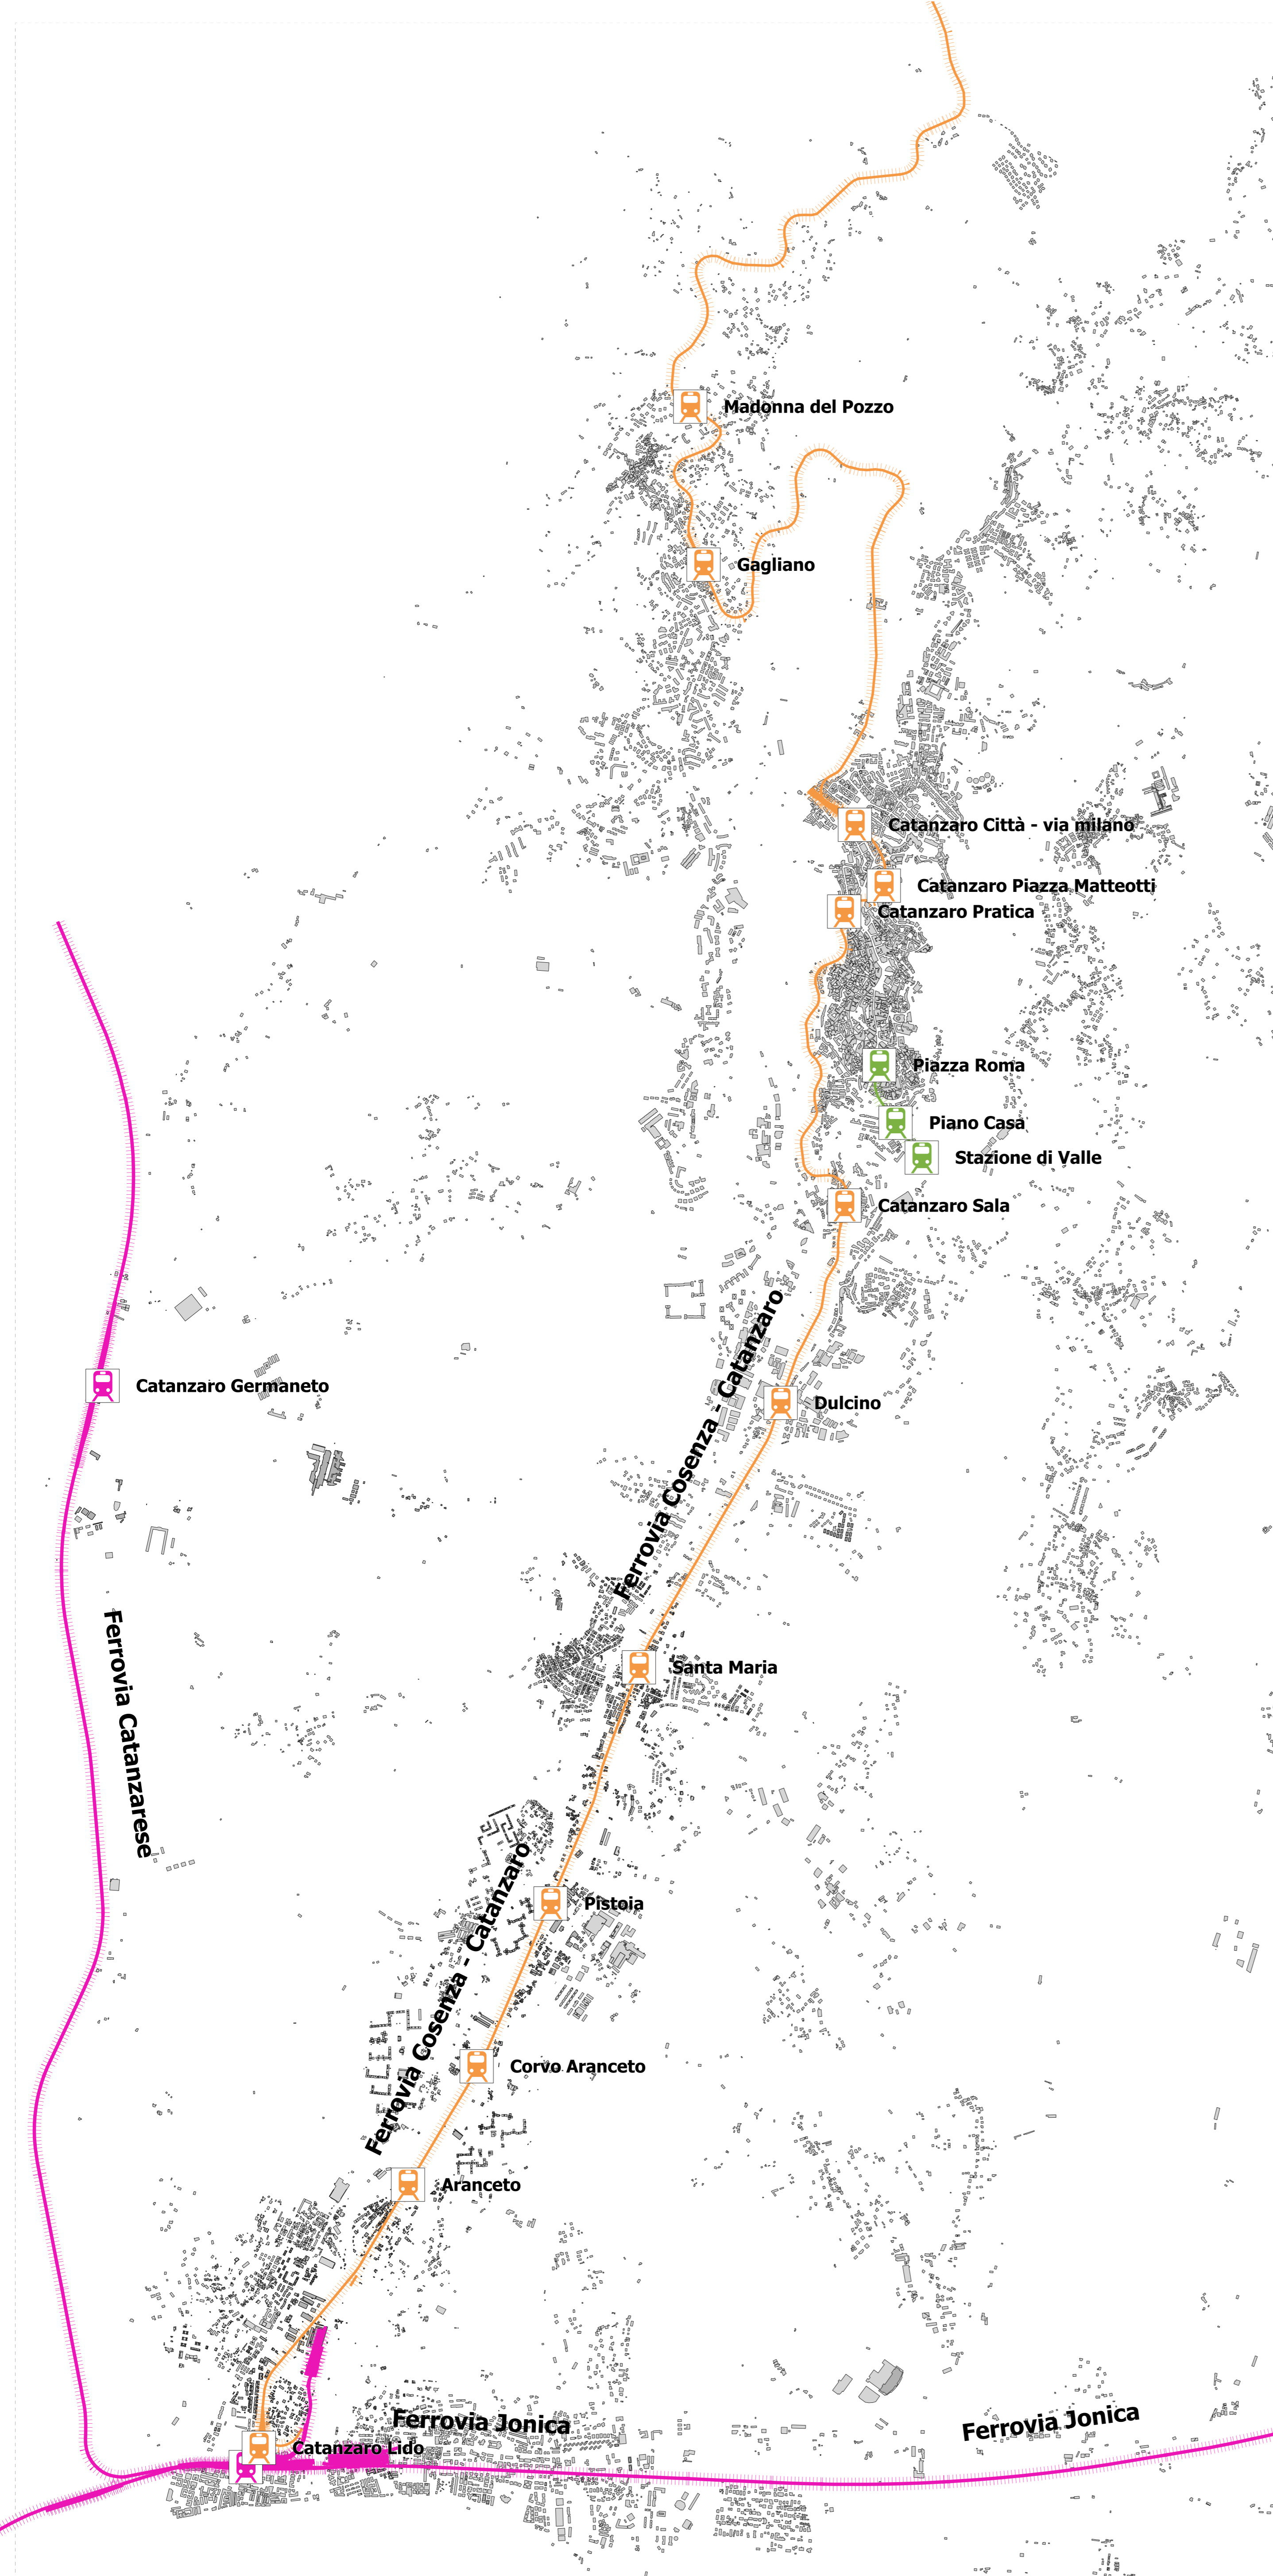 Madonna del Pozzo
Gagliano
Catanzaro Città - via milano
Catanzaro Piazza Matteotti
Catanzaro Pratica
Piazza Roma
Piano Casa
Stazione di Valle
Catanzaro Sala
Ferrovia Cosenza - Catanzaro
Catanzaro Germaneto
Dulcino
Ferrovia Catanzarese
Santa Maria
Ferrovia Cosenza - Catanzaro
Pistoia
Corvo Aranceto
Aranceto
Ferrovia Jonica
Ferrovia Jonica
Catanzaro Lido